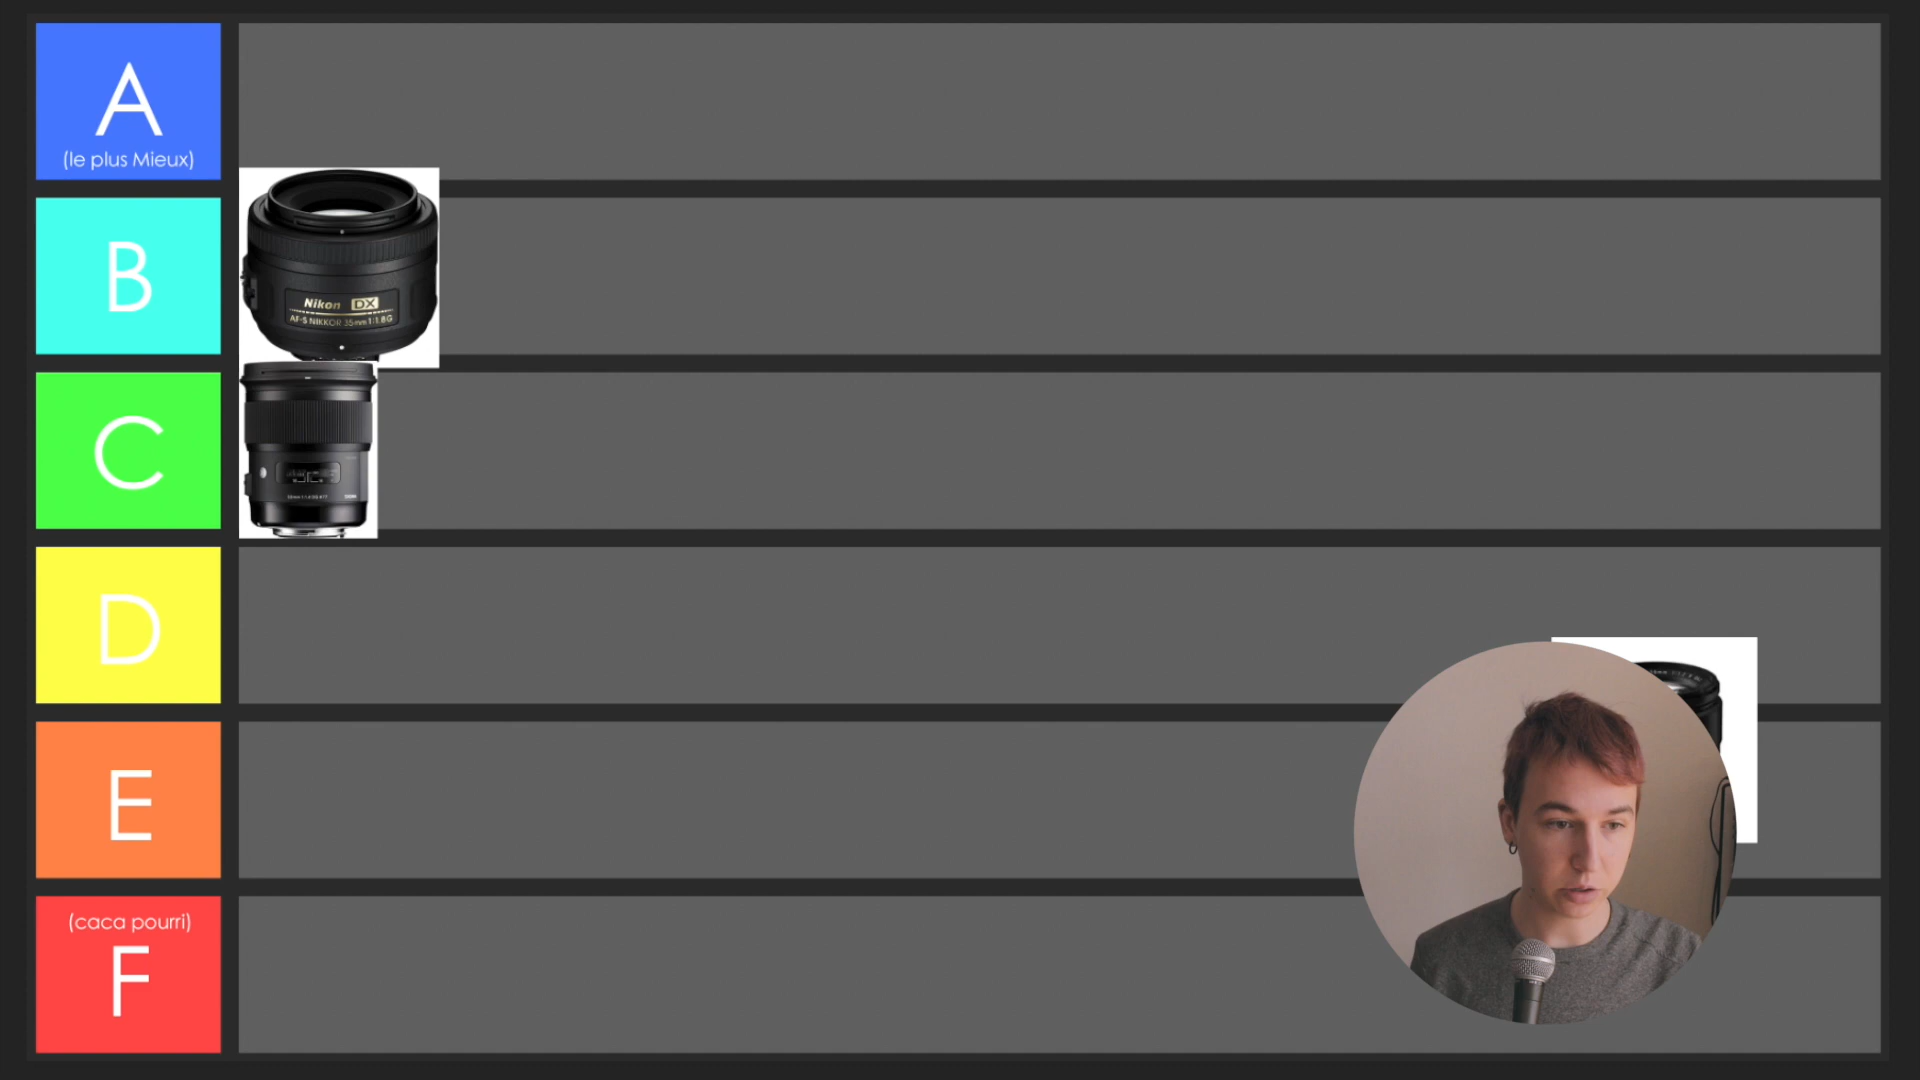 A
(le plus Mieux)
B
Nikon DX
AF-S NIKKOR 35mm 1:1.8G
C
D
E
(caca pourri)
F